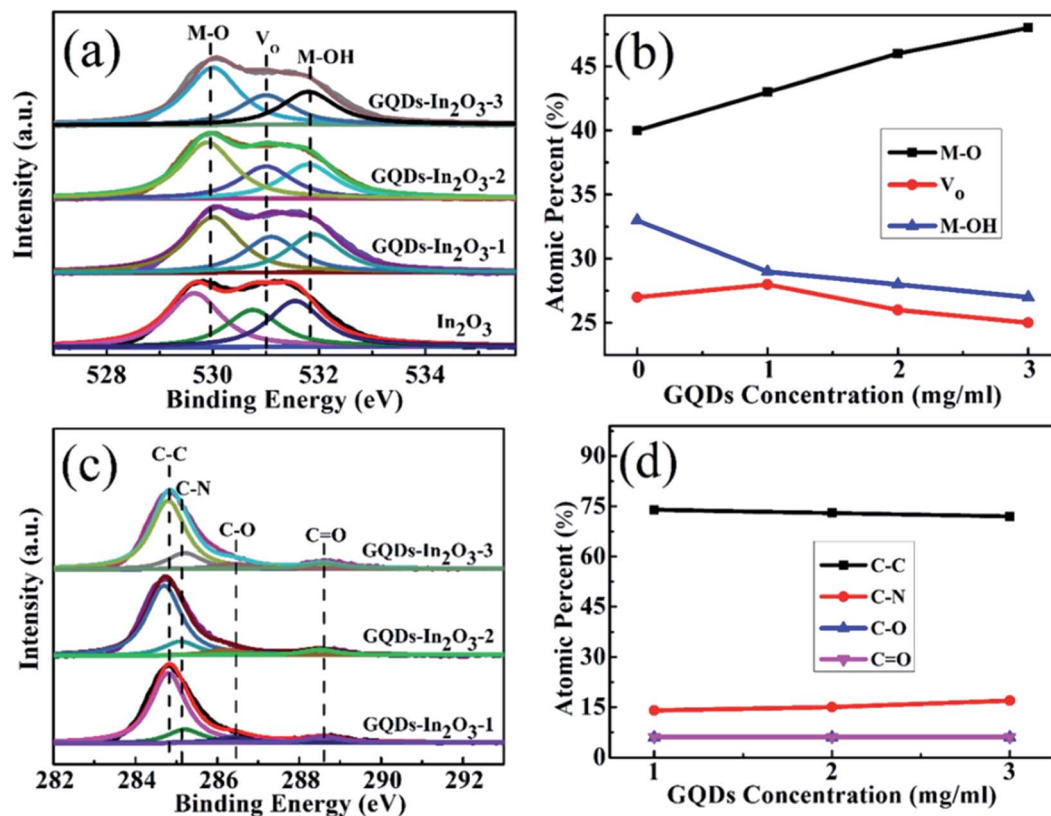 (a)
M-O
Vo
M-OH
GQDs-In2O3-3
GQDs-In2O3-2
GQDs-In2O3-1
In2O3
Intensity (a.u.)
528
530
532
534
Binding Energy (eV)
(b)
45
40
35
30
25
Atomic Percent (%)
M-O
Vo
M-OH
0
1
2
3
GQDs Concentration (mg/ml)
(c)
C-C
C-N
C-O
C=O
GQDs-In2O3-3
GQDs-In2O3-2
GQDs-In2O3-1
Intensity (a.u.)
282
284
286
288
290
292
Binding Energy (eV)
(d)
90
75
60
45
30
15
0
Atomic Percent (%)
C-C
C-N
C-O
C=O
1
2
3
GQDs Concentration (mg/ml)